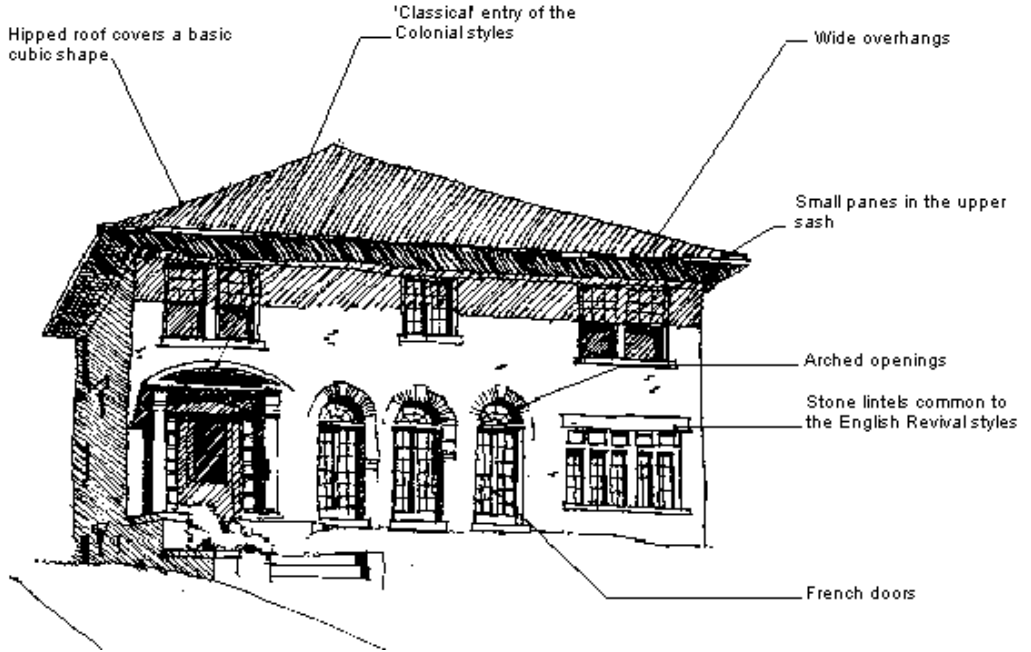 'Classical' entry of the
Colonial styles
Hipped roof covers a basic
cubic shape
Wide overhangs
Small panes in the upper
sash
Arched openings
Stone lintels common to
the English Revival styles
French doors